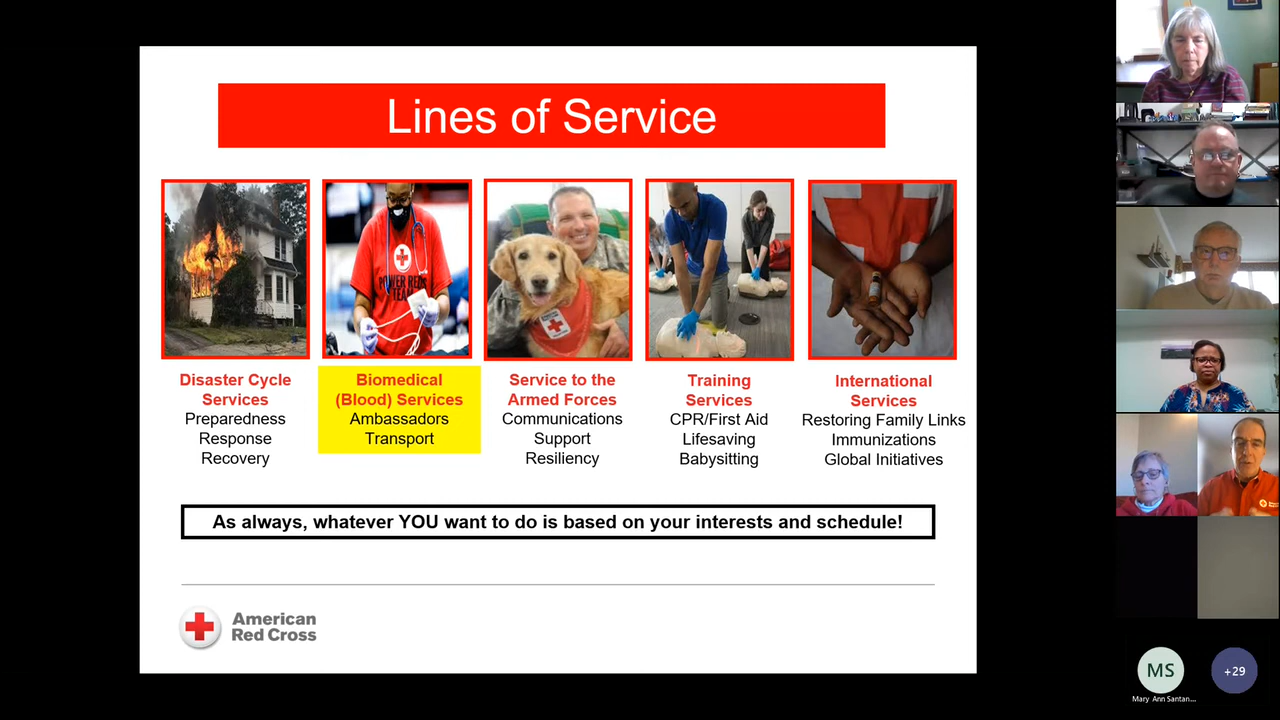 Lines of Service
POWER RED
TEAM
Disaster Cycle
Services
Preparedness
Response
Recovery
Biomedical
(Blood) Services
Ambassadors
Transport
Service to the
Armed Forces
Communications
Support
Resiliency
Training
Services
CPR/First Aid
Lifesaving
Babysitting
International
Services
Restoring Family Links
Immunizations
Global Initiatives
As always, whatever YOU want to do is based on your interests and schedule!
American
Red Cross
MS
+29
Mary Ann Santan...